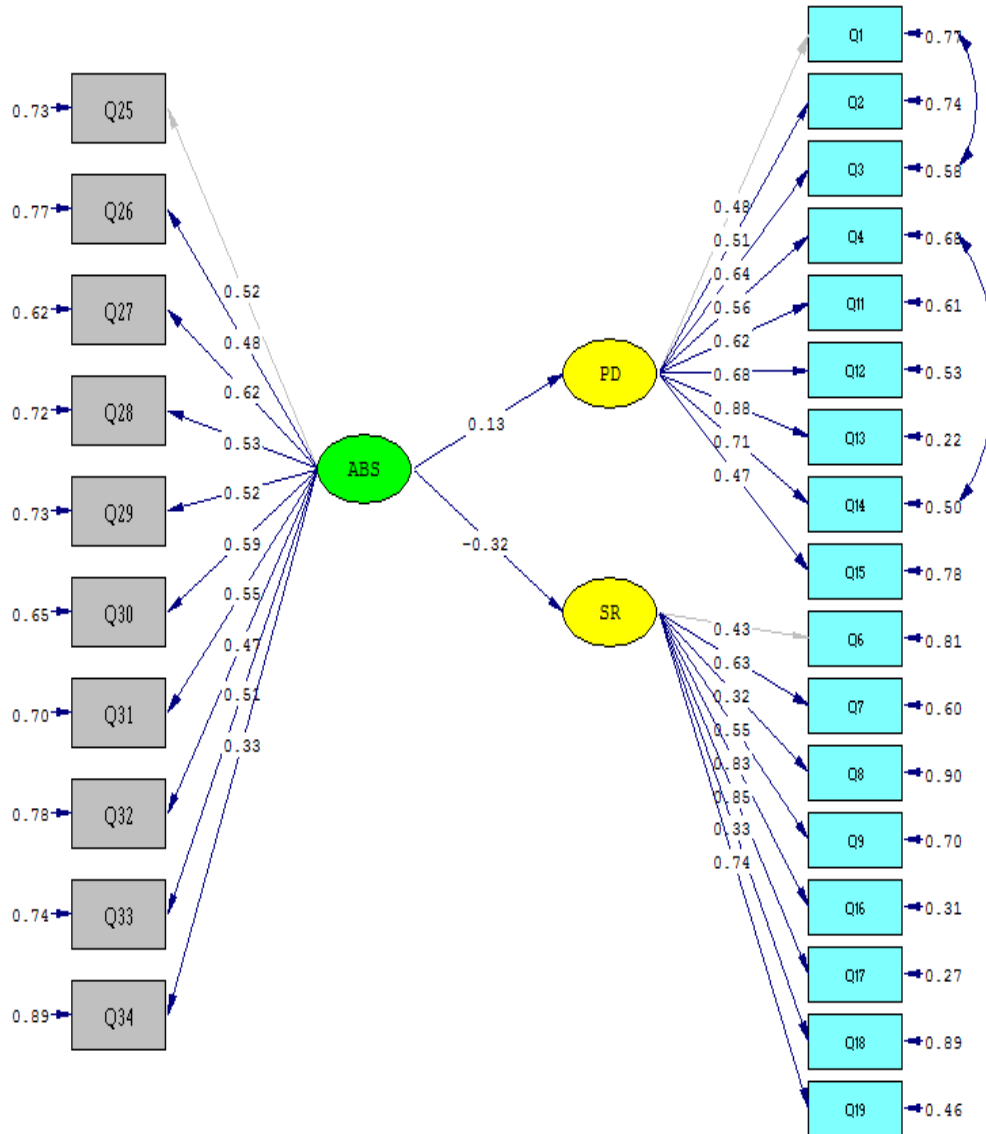 0.73 Q25
0.77 Q26
0.62 Q27
0.72 Q28
0.73 Q29
0.65 Q30
0.70 Q31
0.78 Q32
0.74 Q33
0.89 Q34
0.52
0.48
0.62
0.53
0.52
0.59
0.55
0.47
0.51
0.33
ABS
0.13
-0.32
PD
SR
0.48
0.51
0.64
0.56
0.62
0.68
0.88
0.71
0.47
0.43
0.63
0.32
0.55
0.83
0.85
0.33
0.74
Q1 0.77
Q2 0.74
Q3 0.58
Q4 0.68
Q11 0.61
Q12 0.53
Q13 0.22
Q14 0.50
Q15 0.78
Q6 0.81
Q7 0.60
Q8 0.90
Q9 0.70
Q16 0.31
Q17 0.27
Q18 0.89
Q19 0.46